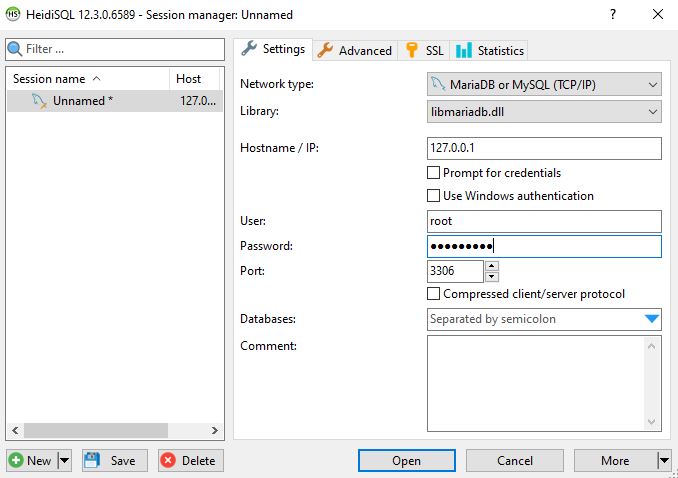 HeidiSQL 12.3.0.6589 - Session manager: Unnamed
Filter ...
Session name Host
Unnamed * 127.0...
Settings Advanced SSL Statistics
Network type: MariaDB or MySQL (TCP/IP)
Library: libmariadb.dll
Hostname / IP: 127.0.0.1
Prompt for credentials
Use Windows authentication
User: root
Password: ●●●●●●●●●
Port: 3306
Compressed client/server protocol
Databases: Separated by semicolon
Comment:
New Save Delete Open Cancel More